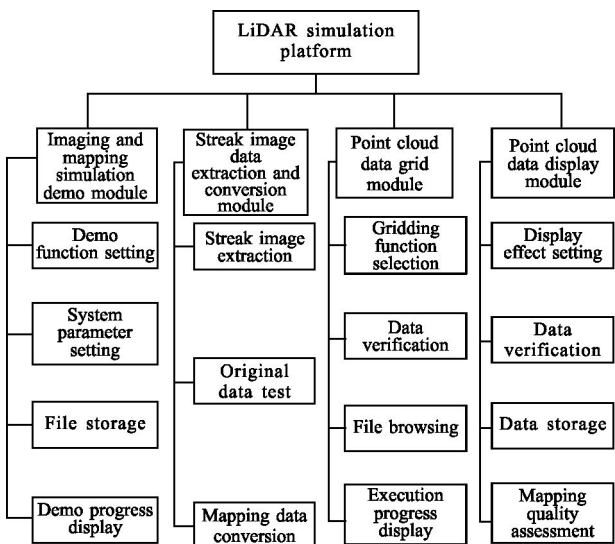 LiDAR simulation
platform
Imaging and
mapping
simulation
demo module
Streak image
data
extraction and
conversion
module
Point cloud
data grid
module
Point cloud
data display
module
Demo
function setting
Streak image
extraction
Gridding
function
selection
Display
effect setting
System
parameter
setting
Original
data test
Data
verification
Data
verification
File storage
File browsing
Data storage
Demo progress
display
Mapping data
conversion
Execution
progress
display
Mapping
quality
assessment